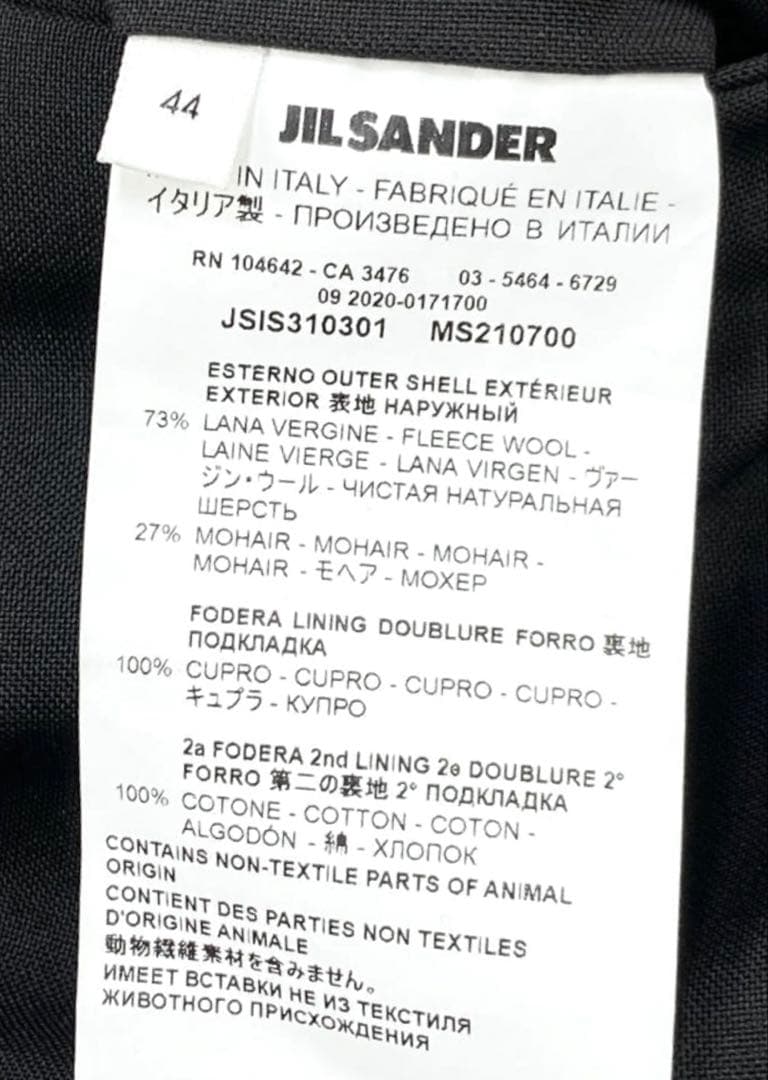 44
JIL SANDER
IN ITALY - FABRIQUÉ EN ITALIE -
イタリア製 - ПРОИЗВЕДЕНО В ИТАЛИИ
RN 104642 - CA 3476 03 - 5464 - 6729
09 2020-0171700
JSIS310301 MS210700
ESTERNO OUTER SHELL EXTÉRIEUR
EXTERIOR 表地 НАРУЖНЫЙ
73% LANA VERGINE - FLEECE WOOL -
LAINE VIERGE - LANA VIRGEN - ヴァー
ジン・ウール - ЧИСТАЯ НАТУРАЛЬНАЯ
ШЕРСТЬ
27% MOHAIR - MOHAIR - MOHAIR -
MOHAIR - モヘア - МОХЕР
FODERA LINING DOUBLURE FORRO 裏地
ПОДКЛАДКА
100% CUPRO - CUPRO - CUPRO - CUPRO -
キュプラ - КУПРО
2a FODERA 2nd LINING 2e DOUBLURE 2°
FORRO 第二の裏地 2° ПОДКЛАДКА
100% COTONE - COTTON - COTON -
ALGODÓN - 綿 - ХЛОПОК
CONTAINS NON-TEXTILE PARTS OF ANIMAL
ORIGIN
CONTIENT DES PARTIES NON TEXTILES
D'ORIGINE ANIMALE
動物繊維素材を含みません。
ИМЕЕТ ВСТАВКИ НЕ ИЗ ТЕКСТИЛЯ
ЖИВОТНОГО ПРИСХОЖДЕНИЯ